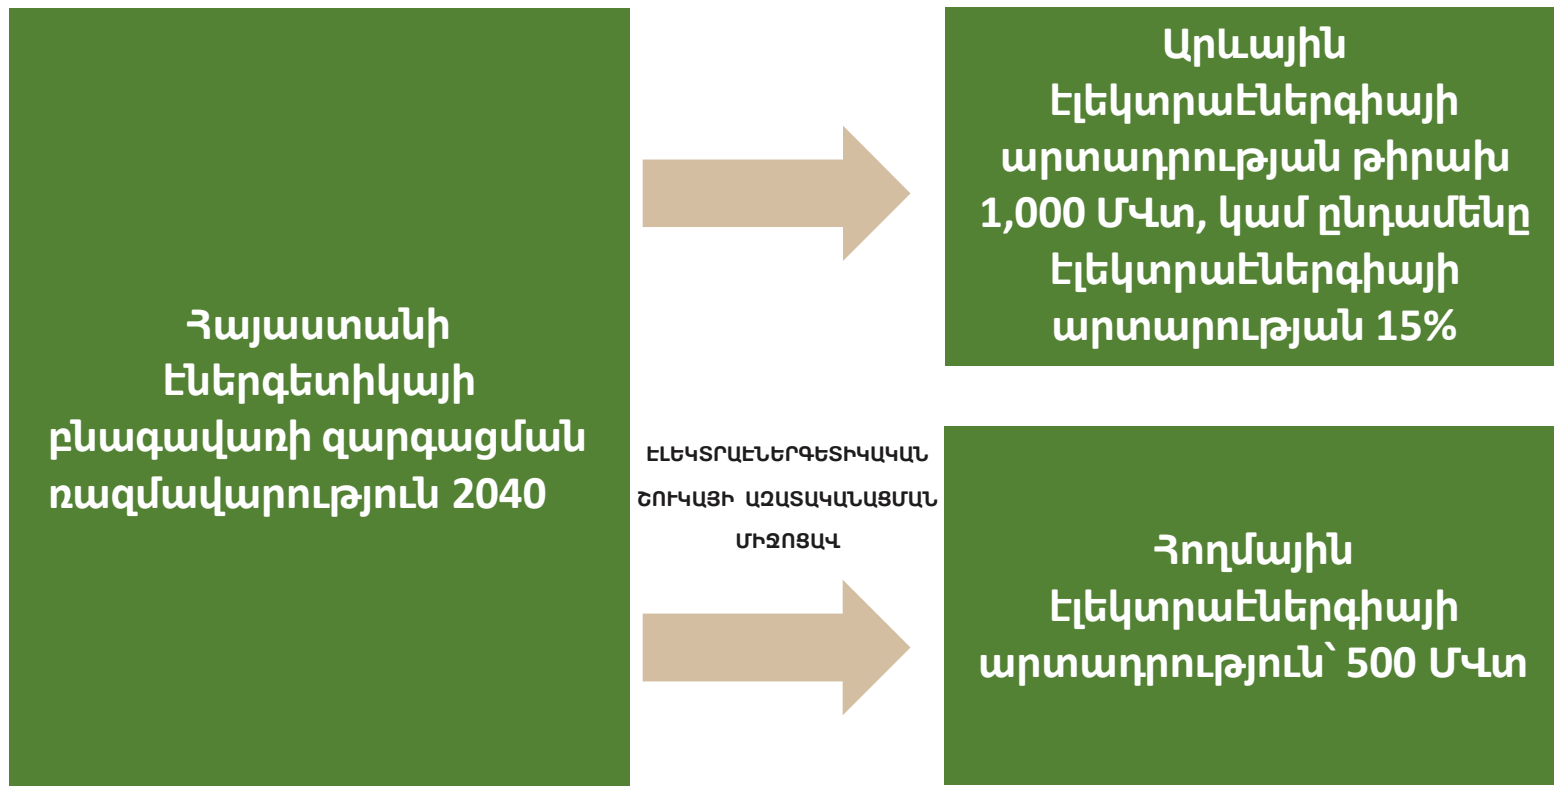 Հայաստանի
էներգետիկայի
բնագավառի զարգացման
ռազմավարություն 2040
ԷԼԵԿՏՐԱԷՆԵՐԳԵՏԻԿԱԿԱՆ
ՇՈՒԿԱՅԻ ԱԶԱՏԱԿԱՆԱՑՄԱՆ
ՄԻՋՈՑԱՎ
Արևային
էլեկտրաէներգիայի
արտադրության թիրախ
1,000 ՄՎտ, կամ ընդամենը
էլեկտրաէներգիայի
արտարության 15%
Հողմային
էլեկտրաէներգիայի
արտադրություն՝ 500 ՄՎտ